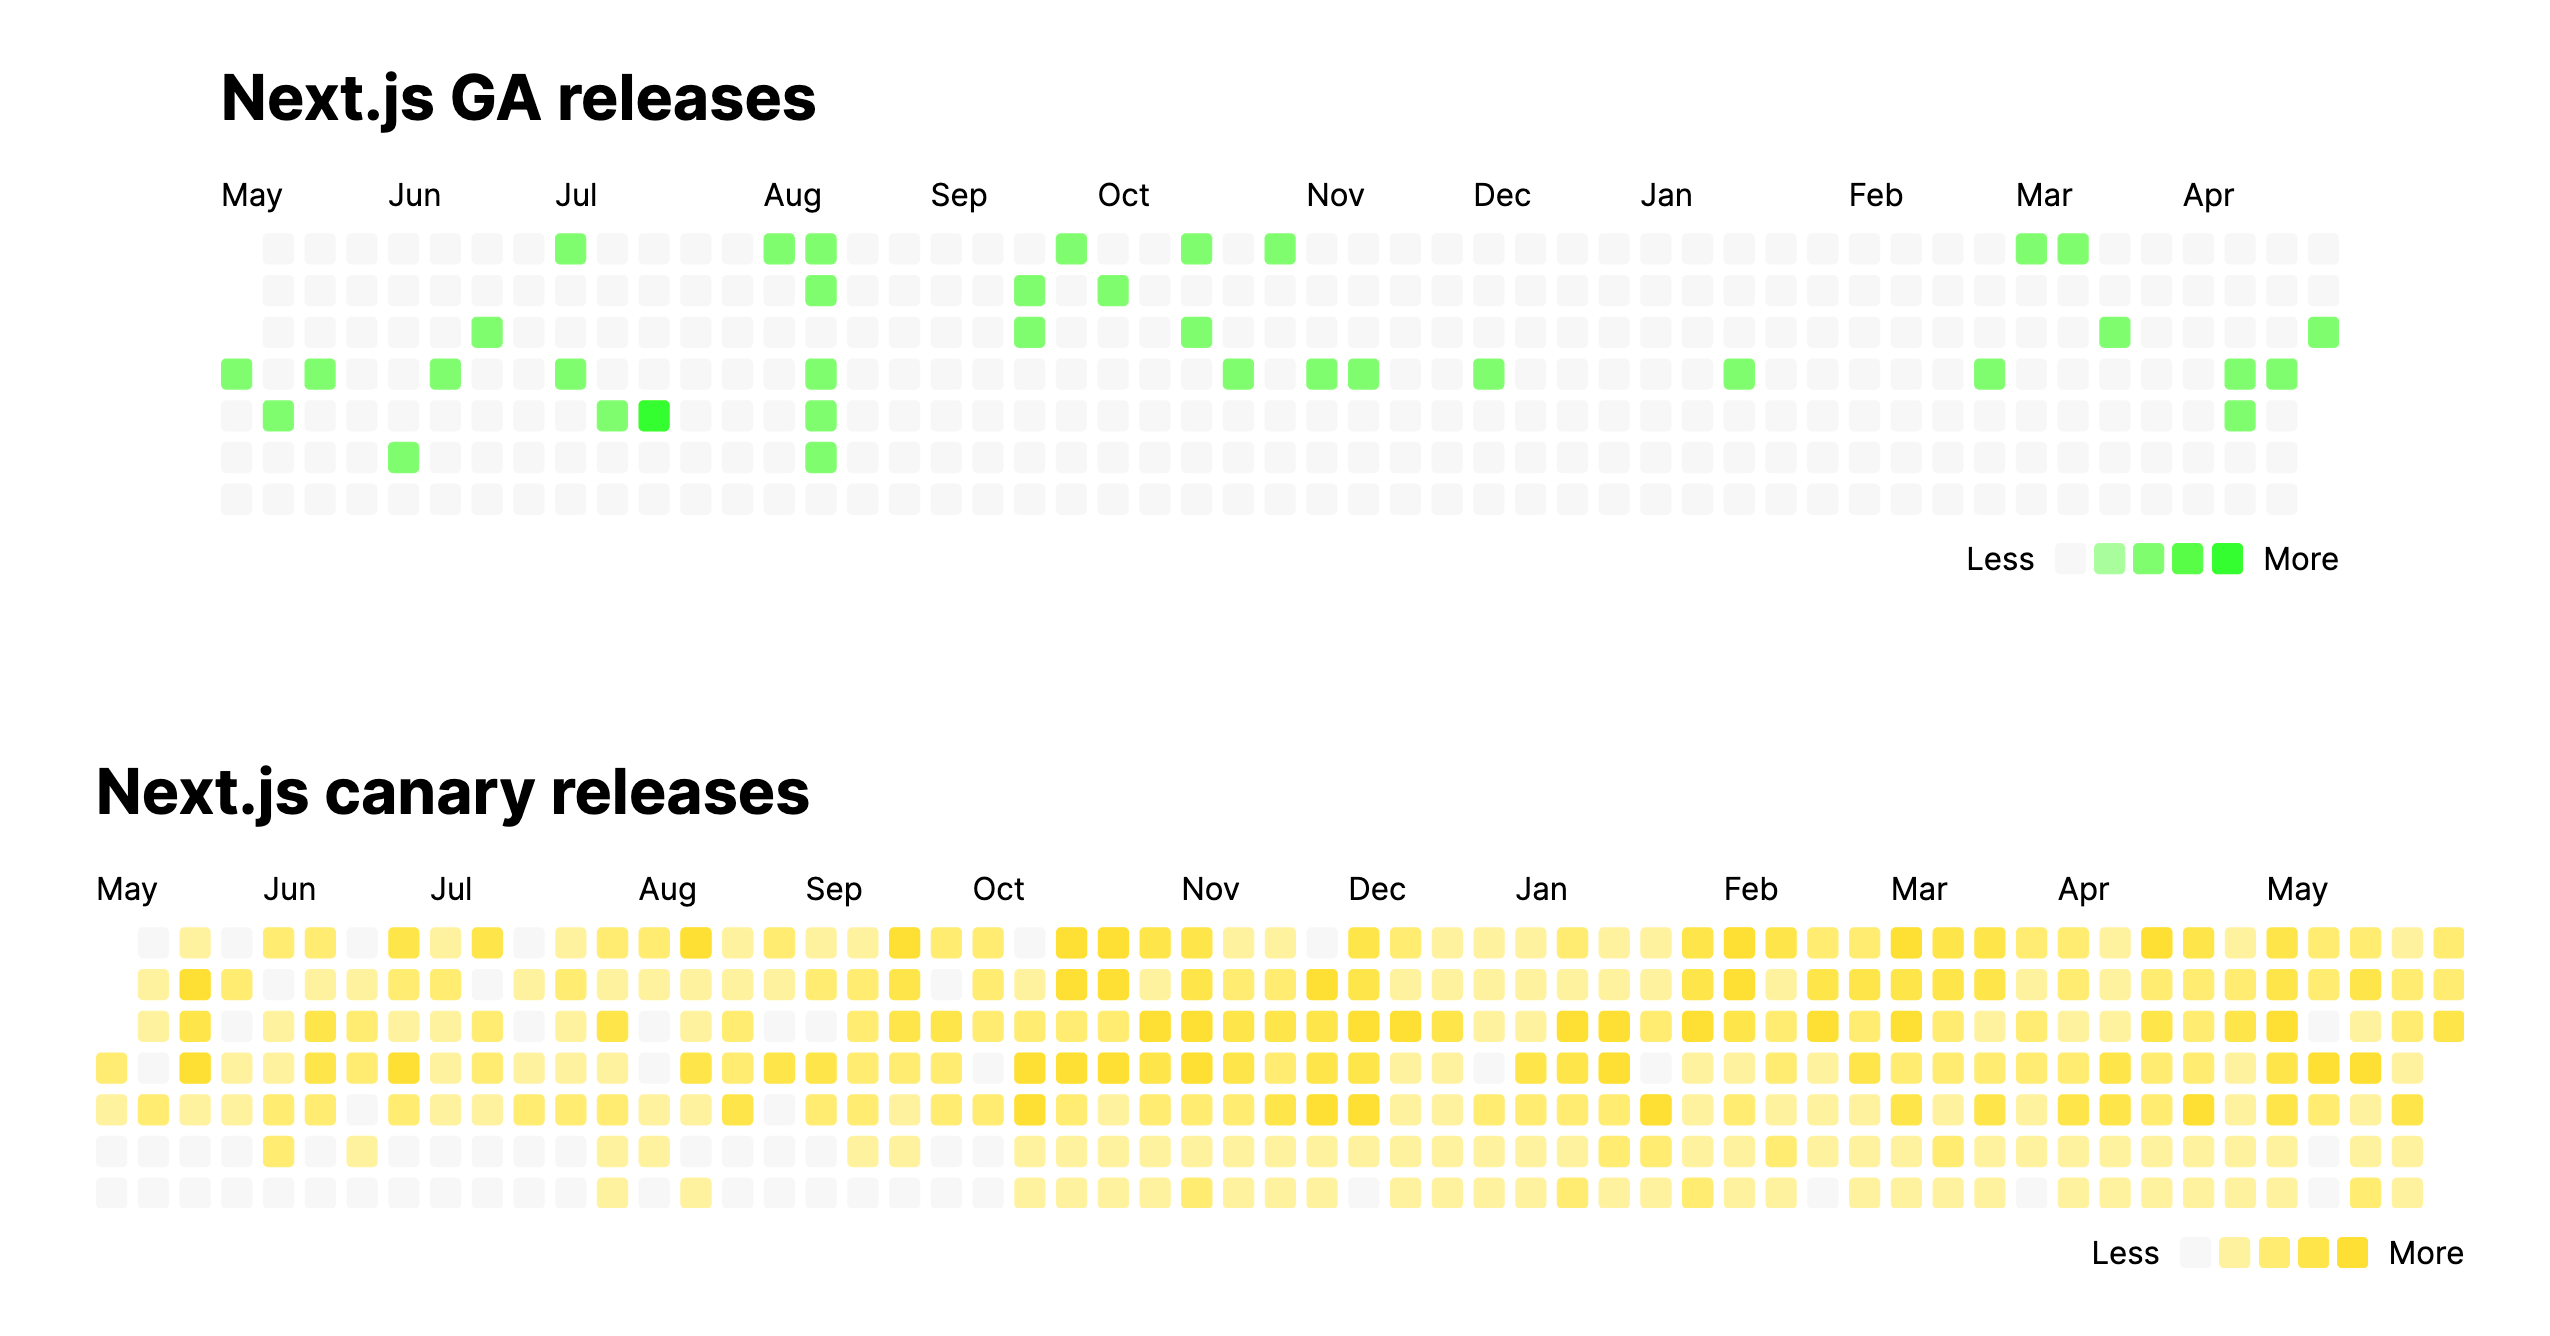 Next.js GA releases
May Jun Jul Aug Sep Oct Nov Dec Jan Feb Mar Apr
Less More
Next.js canary releases
May Jun Jul Aug Sep Oct Nov Dec Jan Feb Mar Apr May
Less More